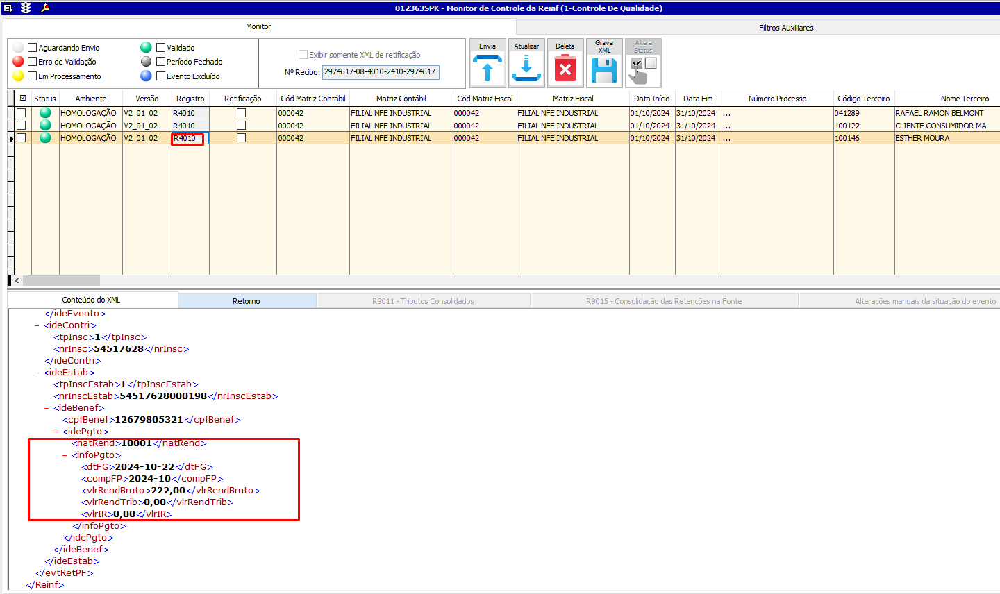 012363SPK - Monitor de Controle da Reinf (1-Controle De Qualidade)
Monitor
Filtros Auxiliares
Aguardando Envio
Validado
Erro de Validação
Período Fechado
Em Processamento
Evento Excluído
Exibir somente XML de retificação
Nº Recibo: 2974617-08-4010-2410-2974617
Envia
Atualizar
Deleta
Grava XML
Altera Status
Status Ambiente Versão Registro Retificação Cód Matriz Contábil Matriz Contábil Cód Matriz Fiscal Matriz Fiscal Data Início Data Fim Número Processo Código Terceiro Nome Terceiro
HOMOLOGAÇÃO V2_01_02 R4010 000042 FILIAL NFE INDUSTRIAL 000042 FILIAL NFE INDUSTRIAL 01/10/2024 31/10/2024 ... 041289 RAFAEL RAMON BELMONT
HOMOLOGAÇÃO V2_01_02 R4010 000042 FILIAL NFE INDUSTRIAL 000042 FILIAL NFE INDUSTRIAL 01/10/2024 31/10/2024 ... 100122 CLIENTE CONSUMIDOR MA
HOMOLOGAÇÃO V2_01_02 R4010 000042 FILIAL NFE INDUSTRIAL 000042 FILIAL NFE INDUSTRIAL 01/10/2024 31/10/2024 ... 100146 ESTHER MOURA
Conteúdo do XML
Retorno
R9011 - Tributos Consolidados
R9015 - Consolidação das Retenções na Fonte
Alterações manuais da situação do evento
</ideEvento>
- <ideContri>
<tpInsc>1</tpInsc>
<nrInsc>54517628</nrInsc>
</ideContri>
- <ideEstab>
<tpInscEstab>1</tpInscEstab>
<nrInscEstab>54517628000198</nrInscEstab>
- <ideBenef>
<cpfBenef>12679805321</cpfBenef>
- <idePgto>
<natRend>10001</natRend>
- <infoPgto>
<dtFG>2024-10-22</dtFG>
<compFP>2024-10</compFP>
<vlrRendBruto>222,00</vlrRendBruto>
<vlrRendTrib>0,00</vlrRendTrib>
<vlrIR>0,00</vlrIR>
</infoPgto>
</idePgto>
</ideBenef>
</ideEstab>
</evtRetPF>
</Reinf>